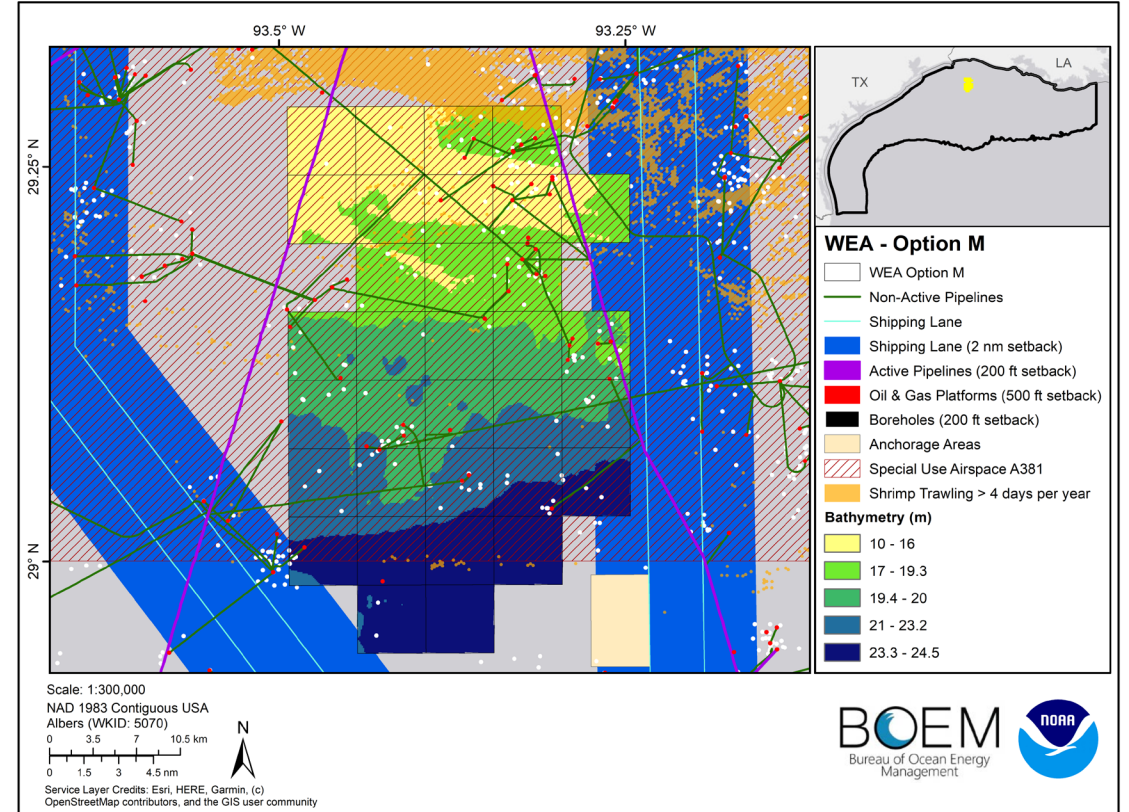 93.5° W
93.25° W
29.25° N
29° N
TX
LA
WEA - Option M
WEA Option M
Non-Active Pipelines
Shipping Lane
Shipping Lane (2 nm setback)
Active Pipelines (200 ft setback)
Oil & Gas Platforms (500 ft setback)
Boreholes (200 ft setback)
Anchorage Areas
Special Use Airspace A381
Shrimp Trawling > 4 days per year
Bathymetry (m)
10 - 16
17 - 19.3
19.4 - 20
21 - 23.2
23.3 - 24.5
Scale: 1:300,000
NAD 1983 Contiguous USA
Albers (WKID: 5070)
0 3.5 7 10.5 km
0 1.5 3 4.5 nm
N
Service Layer Credits: Esri, HERE, Garmin, (c)
OpenStreetMap contributors, and the GIS user community
BOEM
Bureau of Ocean Energy
Management
NOAA